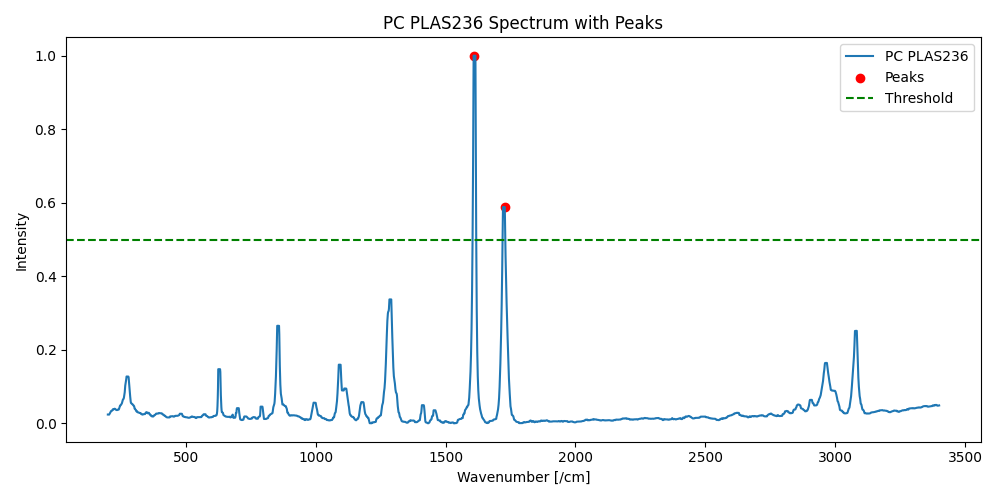 PC PLAS236 Spectrum with Peaks
PC PLAS236
Peaks
Threshold
Intensity
1.0
0.8
0.6
0.4
0.2
0.0
500 1000 1500 2000 2500 3000 3500
Wavenumber [/cm]